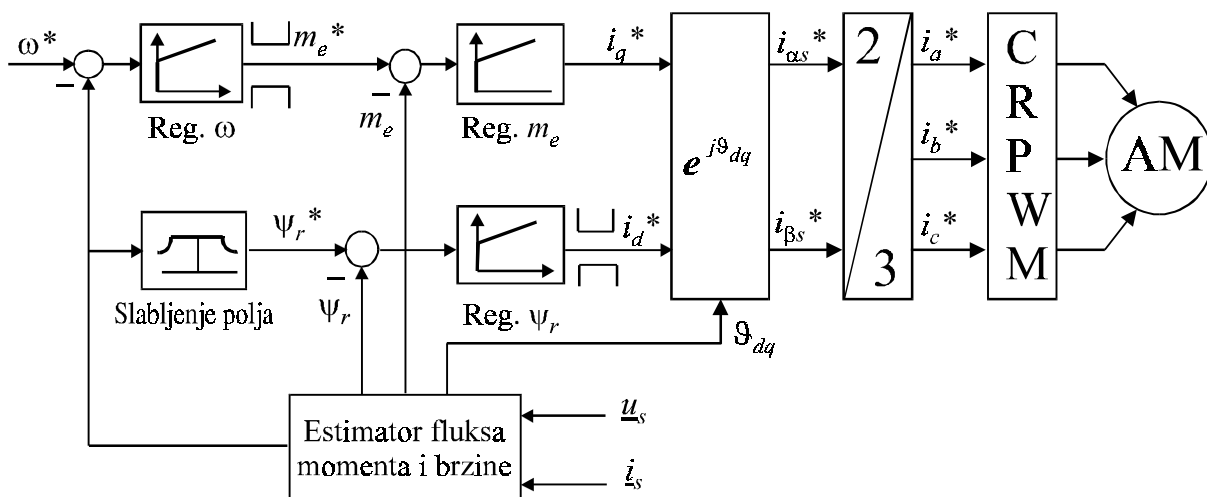 ω*
−
Reg. ω
m_e*
−
m_e
Reg. m_e
i_q*
e^{jϑ_dq}
i_αs*
i_βs*
2
3
i_a*
i_b*
i_c*
C
R
P
W
M
AM
Slabljenje polja
ψ_r*
−
ψ_r
Reg. ψ_r
i_d*
ϑ_dq
Estimator fluksa
momenta i brzine
u_s
i_s